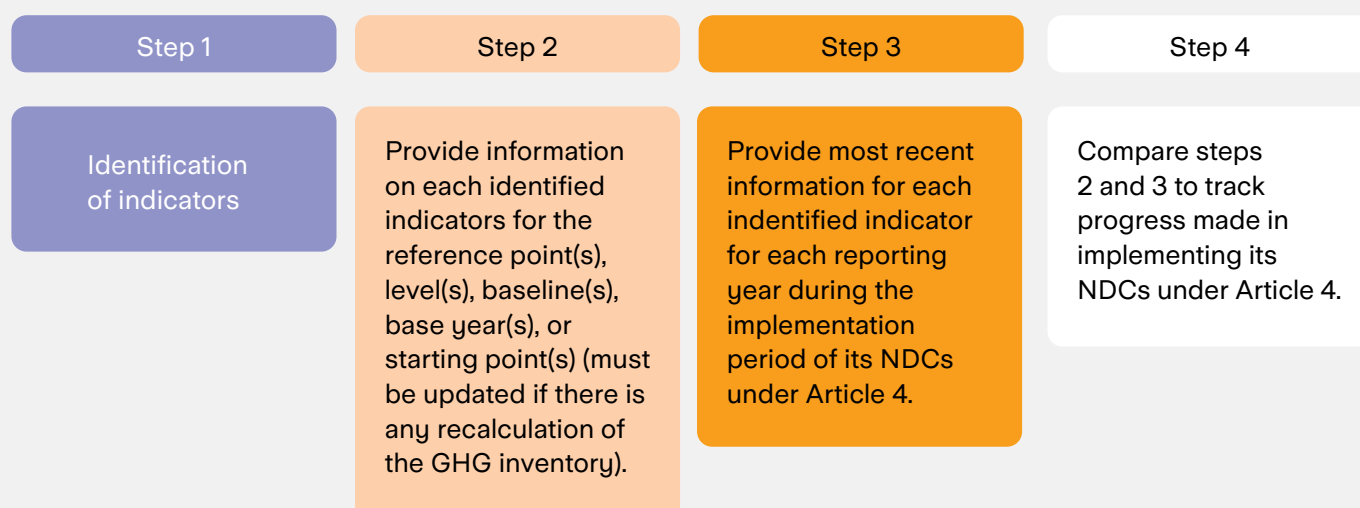 Step 1
Identification
of indicators
Step 2
Provide information
on each identified
indicators for the
reference point(s),
level(s), baseline(s),
base year(s), or
starting point(s) (must
be updated if there is
any recalculation of
the GHG inventory).
Step 3
Provide most recent
information for each
indentified indicator
for each reporting
year during the
implementation
period of its NDCs
under Article 4.
Step 4
Compare steps
2 and 3 to track
progress made in
implementing its
NDCs under Article 4.